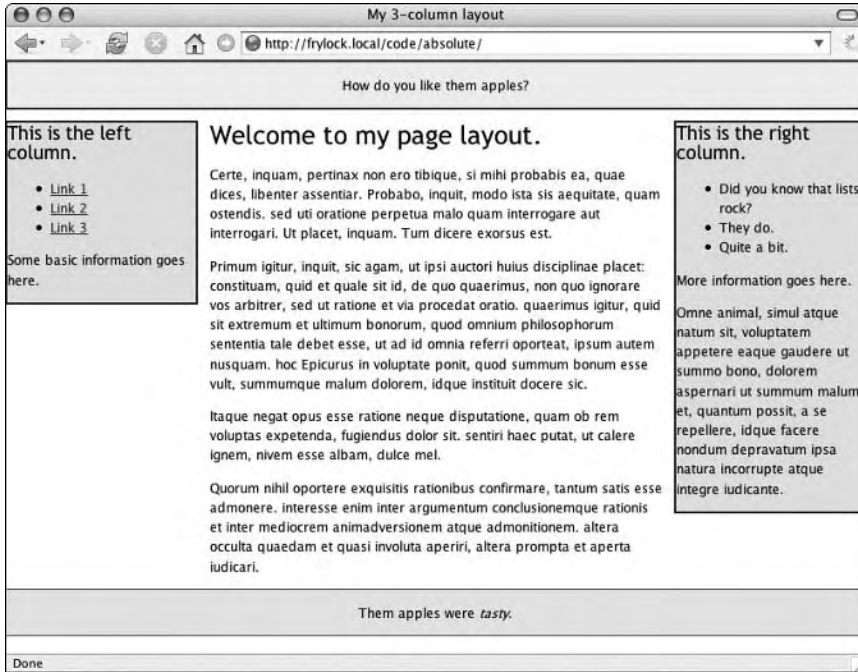 My 3-column layout
http://frylock.local/code/absolute/
How do you like them apples?
This is the left
column.
• Link 1
• Link 2
• Link 3
Some basic information goes
here.
Welcome to my page layout.
Certe, inquam, pertinax non ero tibique, si mihi probabis ea, quae
dices, libenter assentiar. Probabo, inquit, modo ista sis aequitate, quam
ostendis. sed uti oratione perpetua malo quam interrogare aut
interrogari. Ut placet, inquam. Tum dicere exorsus est.
Primum igitur, inquit, sic agam, ut ipsi auctori huius disciplinae placet:
constituam, quid et quale sit id, de quo quaerimus, non quo ignorare
vos arbitrer, sed ut ratione et via procedat oratio. quaerimus igitur, quid
sit extremum et ultimum bonorum, quod omnium philosophorum
sententia tale debet esse, ut ad id omnia referri oporteat, ipsum autem
nusquam. hoc Epicurus in voluptate ponit, quod summum bonum esse
vult, summumque malum dolorem, idque instituit docere sic.
Itaque negat opus esse ratione neque disputatione, quam ob rem
voluptas expetenda, fugiendus dolor sit. sentiri haec putat, ut calere
ignem, nivem esse albam, dulce mel.
Quorum nihil oportere exquisitis rationibus confirmare, tantum satis esse
admonere. interesse enim inter argumentum conclusionemque rationis
et inter mediocrem animadversionem atque admonitionem. altera
occulta quaedam et quasi involuta aperiri, altera prompta et aperta
iudicari.
This is the right
column.
• Did you know that lists
rock?
• They do.
• Quite a bit.
More information goes here.
Omne animal, simul atque
natum sit, voluptatem
appetere eaque gaudere ut
summo bono, dolorem
aspernari ut summum malum
et, quantum possit, a se
repellere, idque facere
nondum depravatum ipsa
natura incorrupte atque
integre iudicante.
Them apples were tasty.
Done